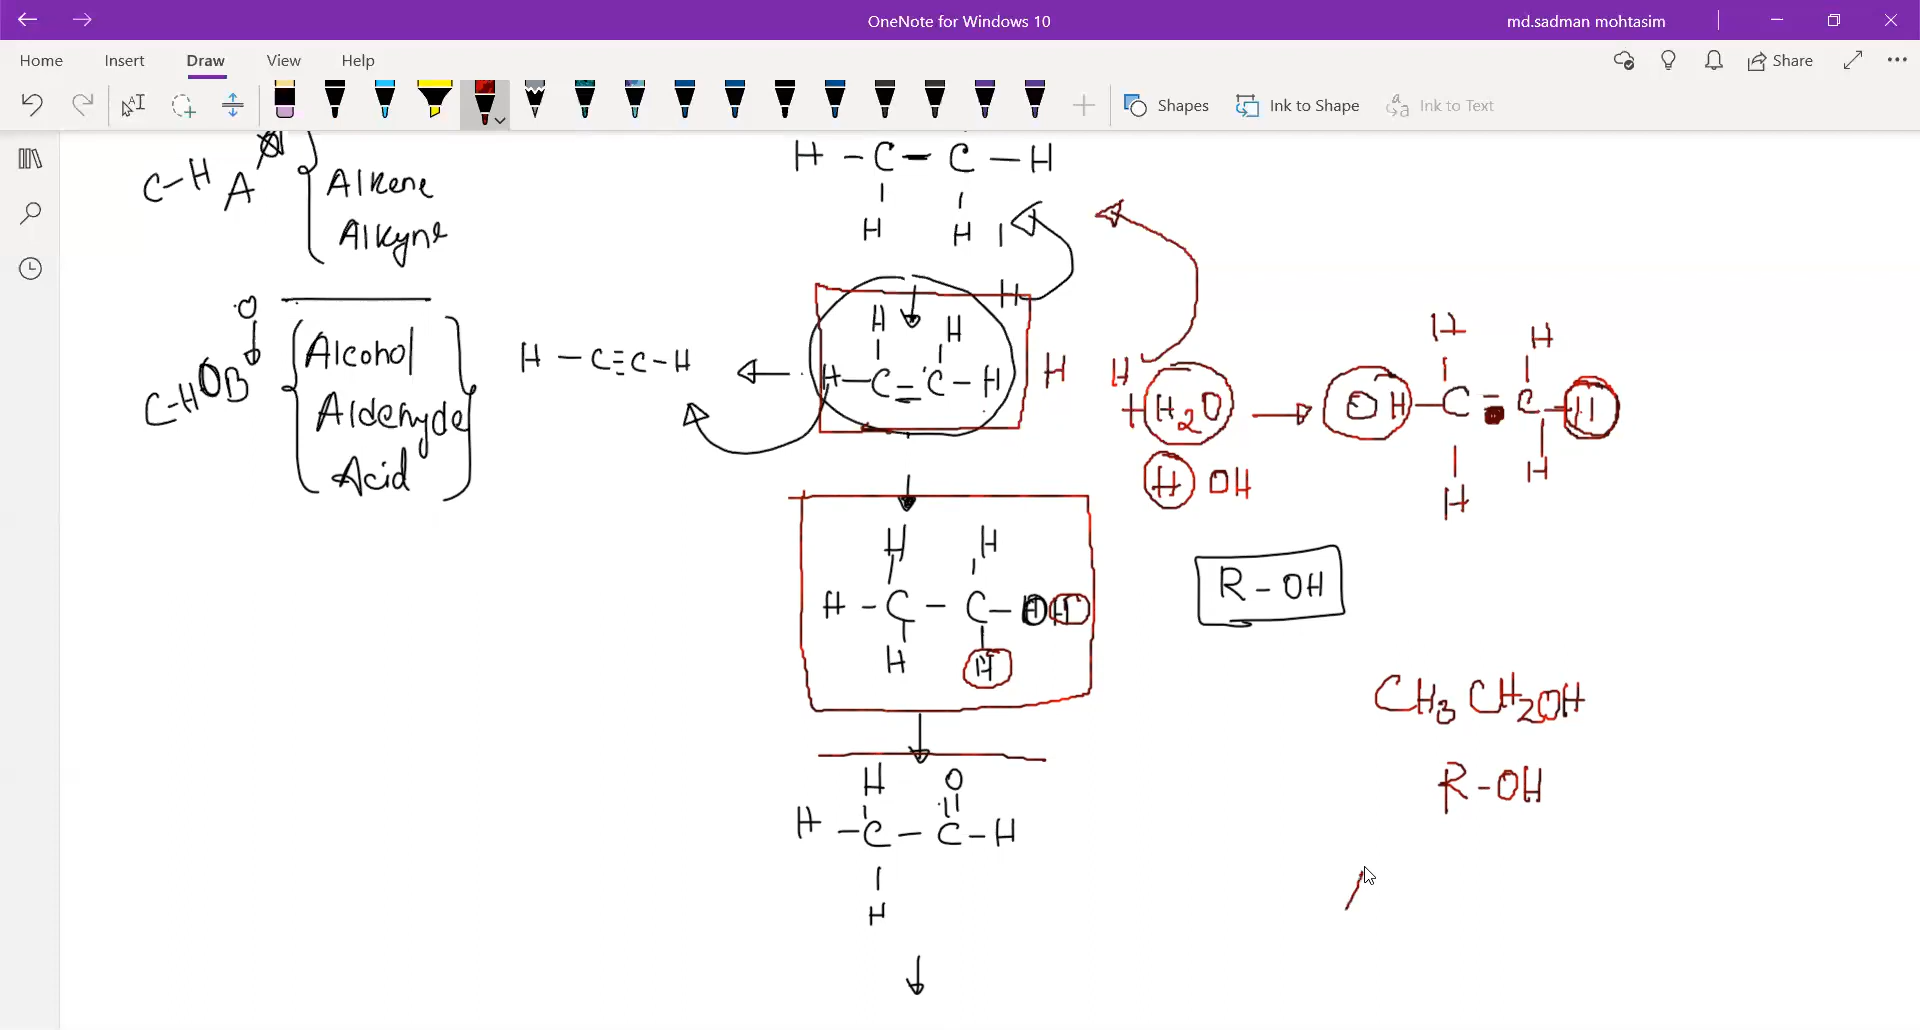 OneNote for Windows 10
md.sadman mohtasim
Home Insert Draw View Help
Share
Shapes Ink to Shape Ink to Text
C-H A
Alkene
Alkyne
O
C-HOB
Alcohol
Aldehyde
Acid
H - C - C - H
H H
H
H H
H - C≡C-H
H-C=C-H
H
H
+ H2O
H OH
H H
OH - C - C - H
H H
H H
H - C - C - OH
H H
R - OH
CH3 CH2OH
R-OH
H O
H - C - C - H
H